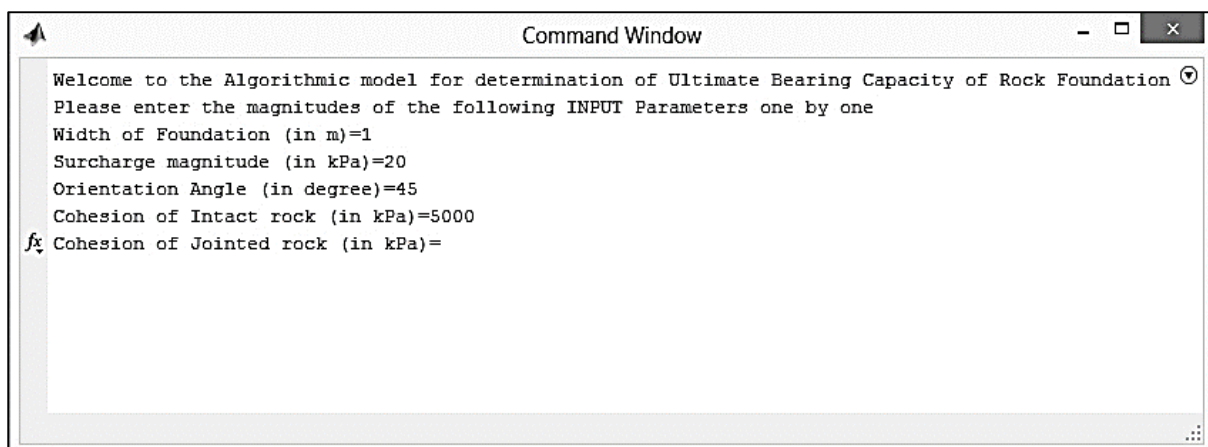 Command Window
Welcome to the Algorithmic model for determination of Ultimate Bearing Capacity of Rock Foundation
Please enter the magnitudes of the following INPUT Parameters one by one
Width of Foundation (in m)=1
Surcharge magnitude (in kPa)=20
Orientation Angle (in degree)=45
Cohesion of Intact rock (in kPa)=5000
fx Cohesion of Jointed rock (in kPa)=